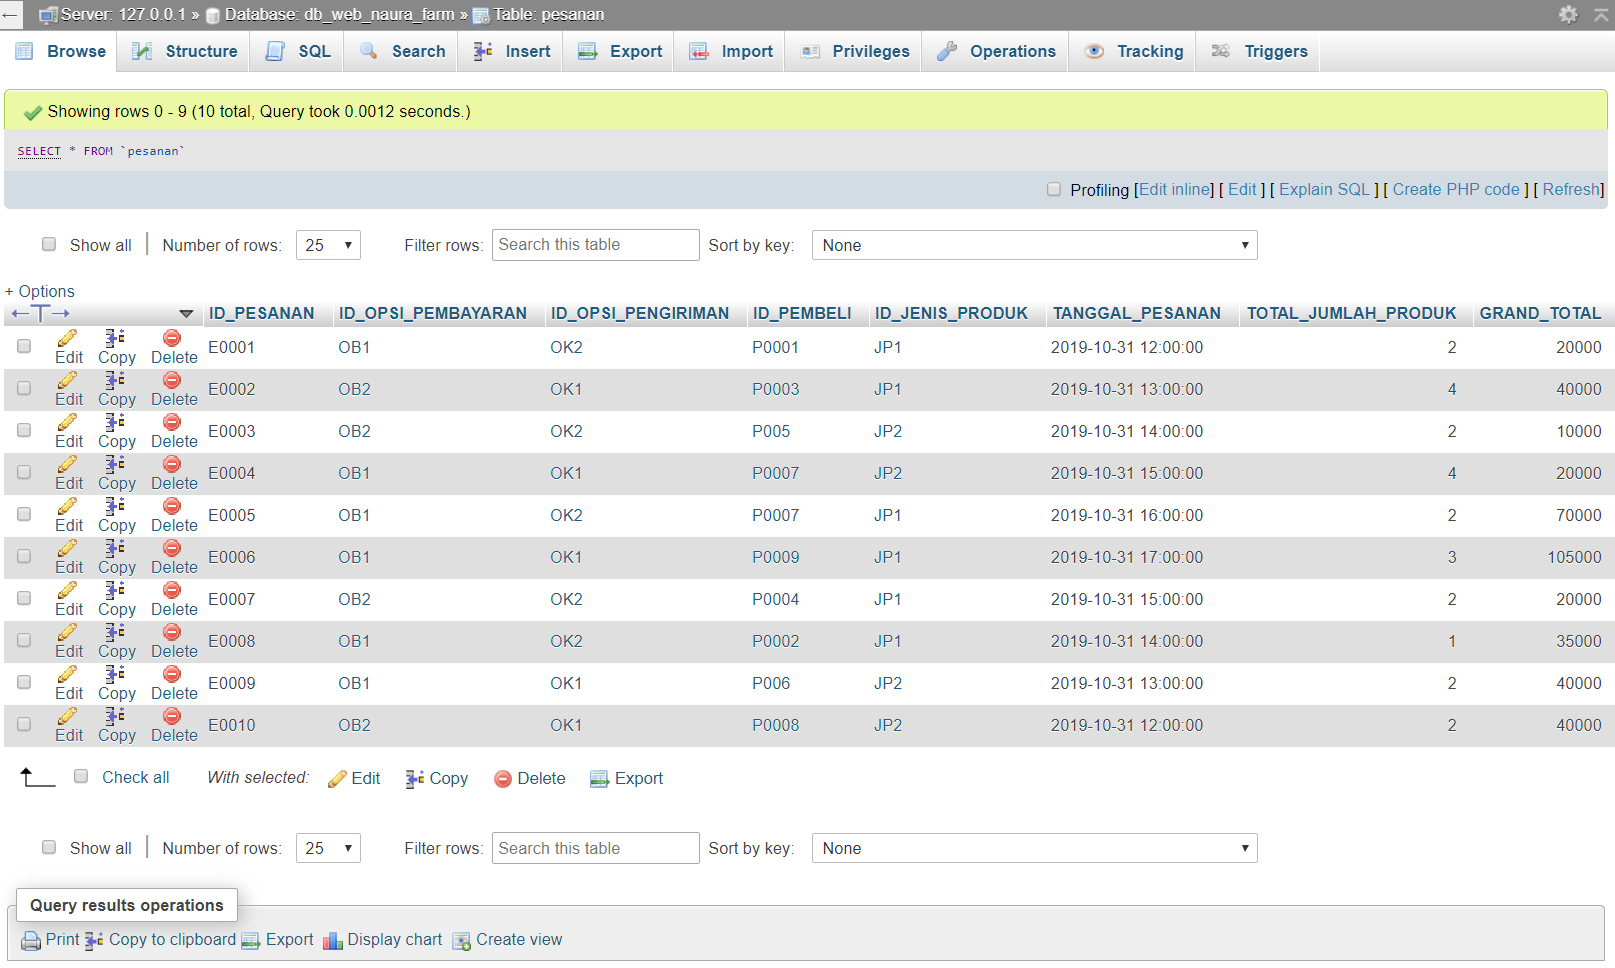 ← Server: 127.0.0.1 » Database: db_web_naura_farm » Table: pesanan
Browse Structure SQL Search Insert Export Import Privileges Operations Tracking Triggers
Showing rows 0 - 9 (10 total, Query took 0.0012 seconds.)
SELECT * FROM `pesanan`
Profiling [Edit inline] [ Edit ] [ Explain SQL ] [ Create PHP code ] [ Refresh]
Show all Number of rows: 25 Filter rows: Search this table Sort by key: None
+ Options
←T→ ID_PESANAN ID_OPSI_PEMBAYARAN ID_OPSI_PENGIRIMAN ID_PEMBELI ID_JENIS_PRODUK TANGGAL_PESANAN TOTAL_JUMLAH_PRODUK GRAND_TOTAL
Edit Copy Delete E0001 OB1 OK2 P0001 JP1 2019-10-31 12:00:00 2 20000
Edit Copy Delete E0002 OB2 OK1 P0003 JP1 2019-10-31 13:00:00 4 40000
Edit Copy Delete E0003 OB2 OK2 P005 JP2 2019-10-31 14:00:00 2 10000
Edit Copy Delete E0004 OB1 OK1 P0007 JP2 2019-10-31 15:00:00 4 20000
Edit Copy Delete E0005 OB1 OK2 P0007 JP1 2019-10-31 16:00:00 2 70000
Edit Copy Delete E0006 OB1 OK1 P0009 JP1 2019-10-31 17:00:00 3 105000
Edit Copy Delete E0007 OB2 OK2 P0004 JP1 2019-10-31 15:00:00 2 20000
Edit Copy Delete E0008 OB1 OK2 P0002 JP1 2019-10-31 14:00:00 1 35000
Edit Copy Delete E0009 OB1 OK1 P006 JP2 2019-10-31 13:00:00 2 40000
Edit Copy Delete E0010 OB2 OK1 P0008 JP2 2019-10-31 12:00:00 2 40000
Check all With selected: Edit Copy Delete Export
Show all Number of rows: 25 Filter rows: Search this table Sort by key: None
Query results operations
Print Copy to clipboard Export Display chart Create view